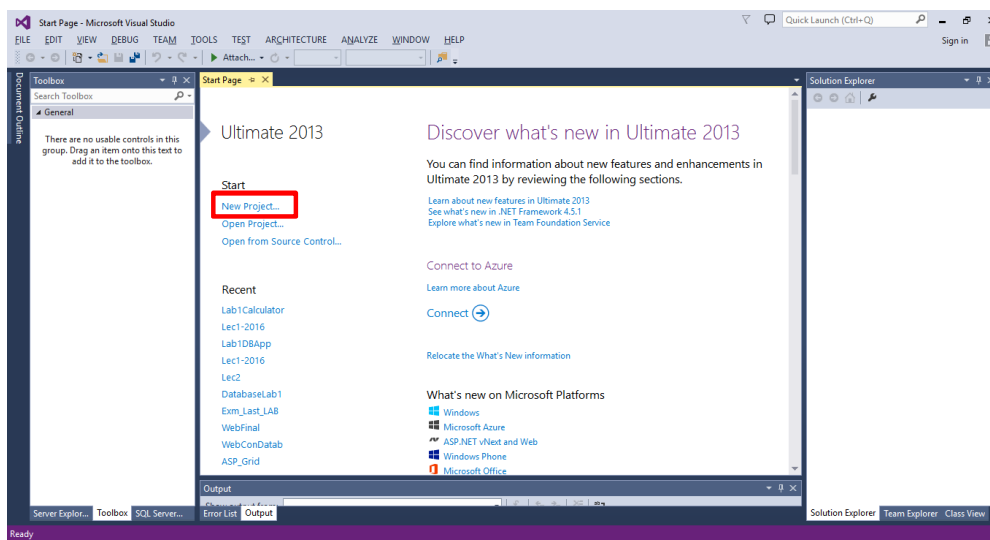 Start Page - Microsoft Visual Studio
Quick Launch (Ctrl+Q)
FILE EDIT VIEW DEBUG TEAM TOOLS TEST ARCHITECTURE ANALYZE WINDOW HELP
Sign in
Attach...
Document Outline
Toolbox
Search Toolbox
General
There are no usable controls in this
group. Drag an item onto this text to
add it to the toolbox.
Server Explor... Toolbox SQL Server...
Start Page
Ultimate 2013
Start
New Project...
Open Project...
Open from Source Control...
Recent
Lab1Calculator
Lec1-2016
Lab1DBApp
Lec1-2016
Lec2
DatabaseLab1
Exm_Last_LAB
WebFinal
WebConDatab
ASP_Grid
Discover what's new in Ultimate 2013
You can find information about new features and enhancements in
Ultimate 2013 by reviewing the following sections.
Learn about new features in Ultimate 2013
See what's new in .NET Framework 4.5.1
Explore what's new in Team Foundation Service
Connect to Azure
Learn more about Azure
Connect
Relocate the What's New information
What's new on Microsoft Platforms
Windows
Microsoft Azure
ASP.NET vNext and Web
Windows Phone
Microsoft Office
Output
Error List Output
Solution Explorer
Solution Explorer Team Explorer Class View
Ready